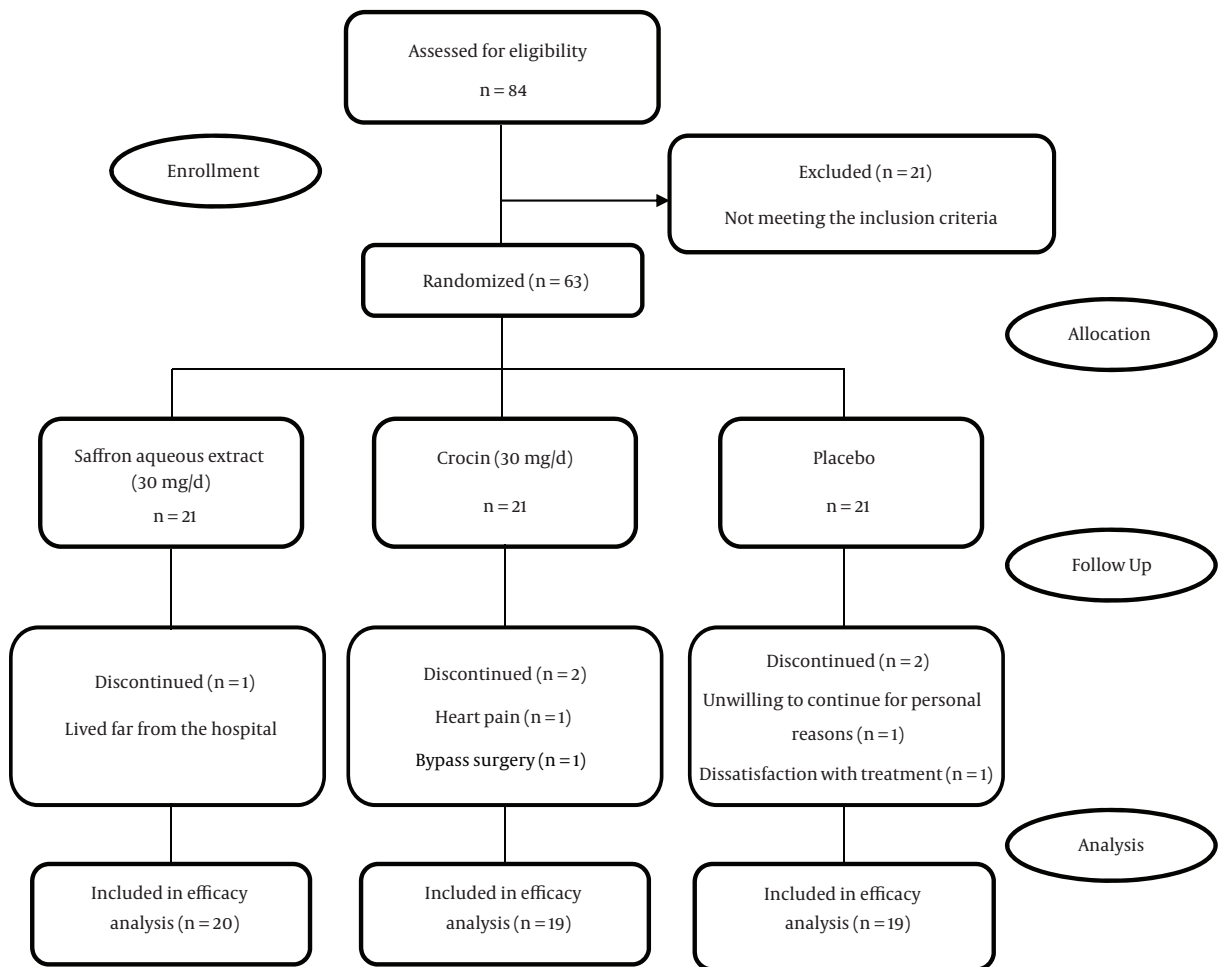 Assessed for eligibility
n = 84
Enrollment
Excluded (n = 21)
Not meeting the inclusion criteria
Randomized (n = 63)
Allocation
Saffron aqueous extract
(30 mg/d)
n = 21
Crocin (30 mg/d)
n = 21
Placebo
n = 21
Follow Up
Discontinued (n = 1)
Lived far from the hospital
Discontinued (n = 2)
Heart pain (n = 1)
Bypass surgery (n = 1)
Discontinued (n = 2)
Unwilling to continue for personal
reasons (n = 1)
Dissatisfaction with treatment (n = 1)
Analysis
Included in efficacy
analysis (n = 20)
Included in efficacy
analysis (n = 19)
Included in efficacy
analysis (n = 19)